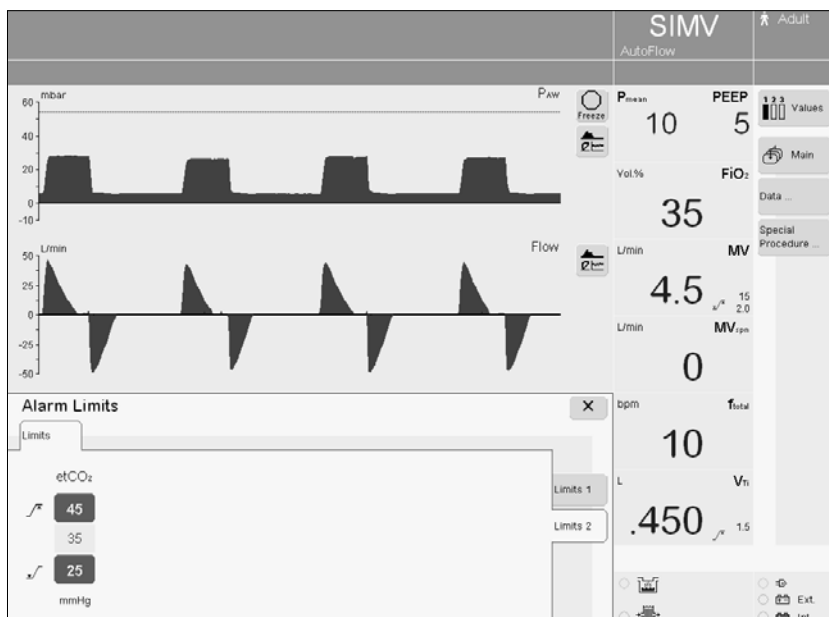 SIMV
AutoFlow
Adult
mbar
PAW
60
40
20
0
-10
Freeze
L/min
Flow
50
25
0
-25
-50
Pmean PEEP
10 5
Vol.% FiO2
35
L/min MV
4.5
15
2.0
L/min MVspn
0
bpm ftotal
10
L VTi
.450
1.5
1 2 3
Values
Main
Data ...
Special
Procedure ...
Alarm Limits
Limits
etCO2
45
35
25
mmHg
Limits 1
Limits 2
Ext.